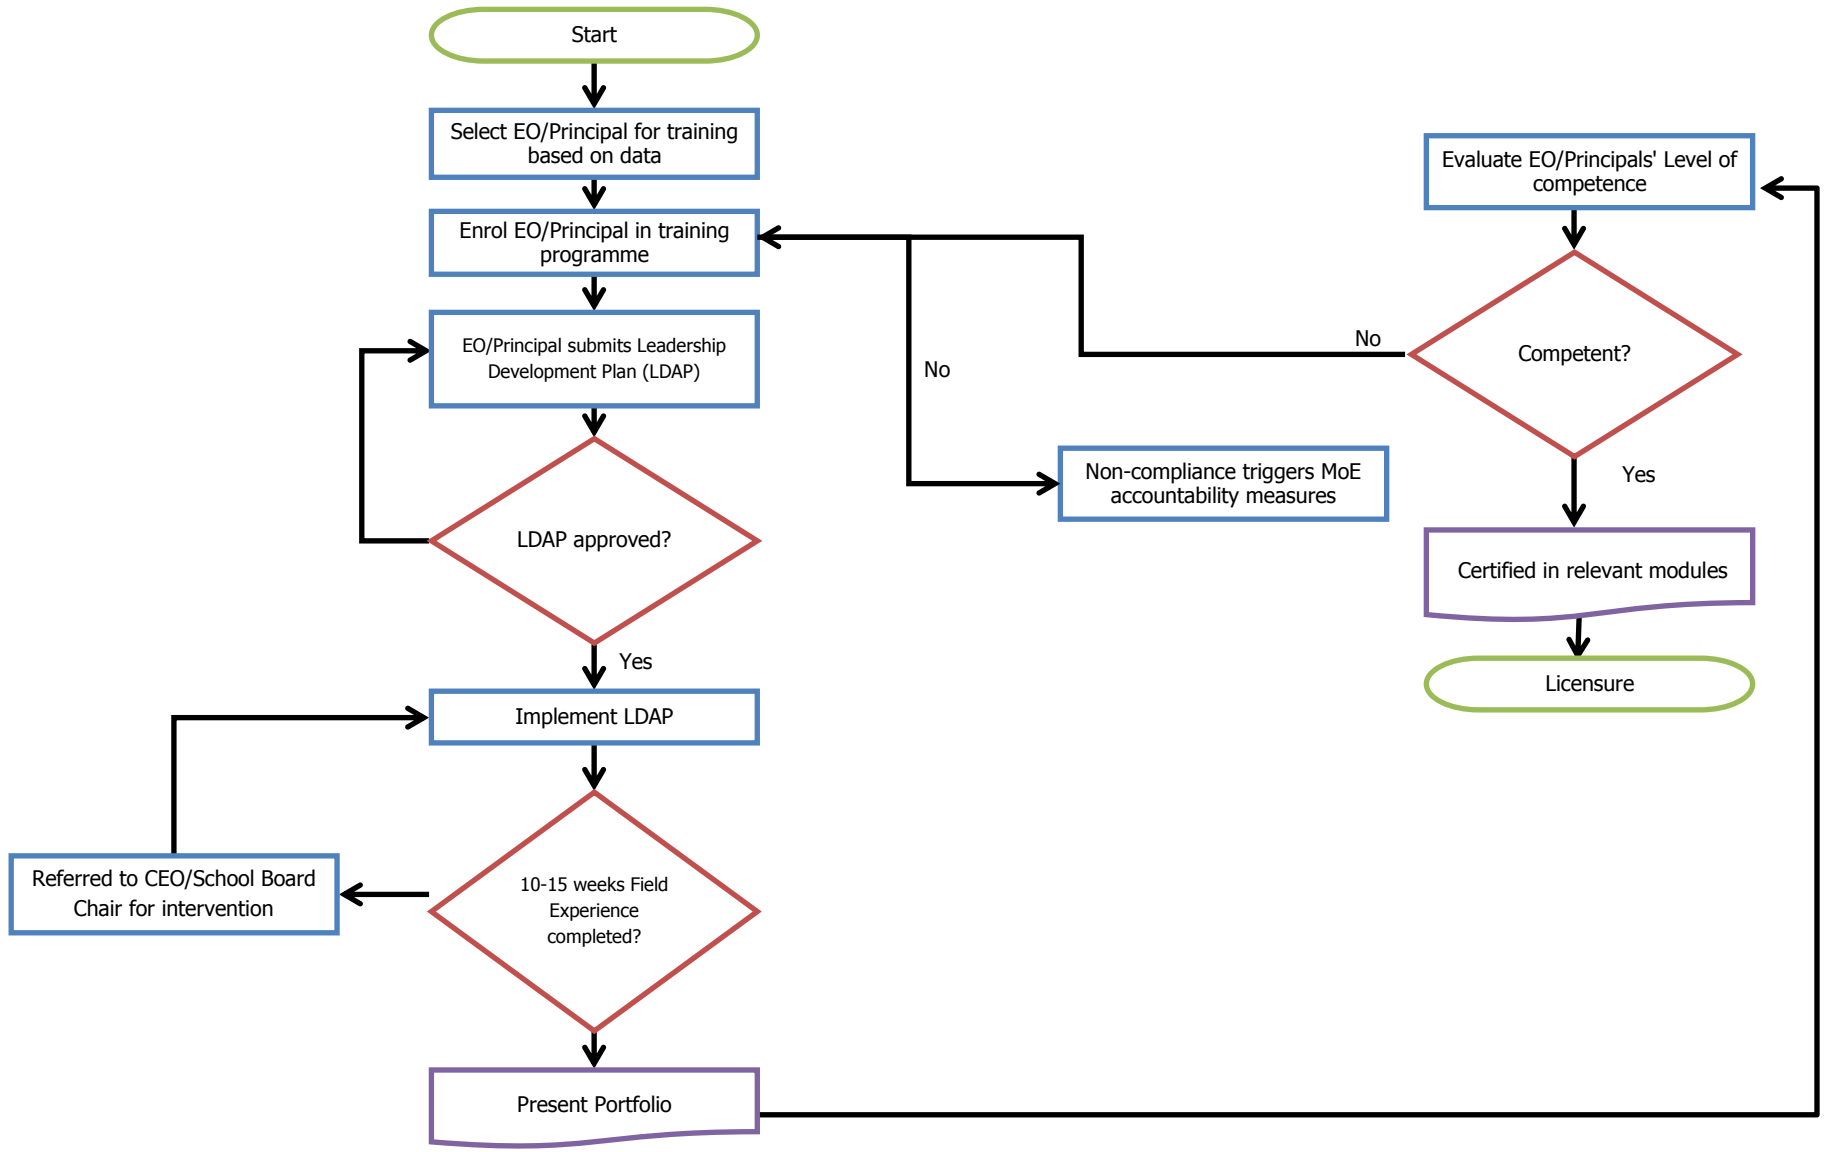 Start
Select EO/Principal for training
based on data
Enrol EO/Principal in training
programme
EO/Principal submits Leadership
Development Plan (LDAP)
LDAP approved?
Yes
Implement LDAP
Referred to CEO/School Board
Chair for intervention
10-15 weeks Field
Experience
completed?
Present Portfolio
No
Non-compliance triggers MoE
accountability measures
Evaluate EO/Principals' Level of
competence
No
Competent?
Yes
Certified in relevant modules
Licensure